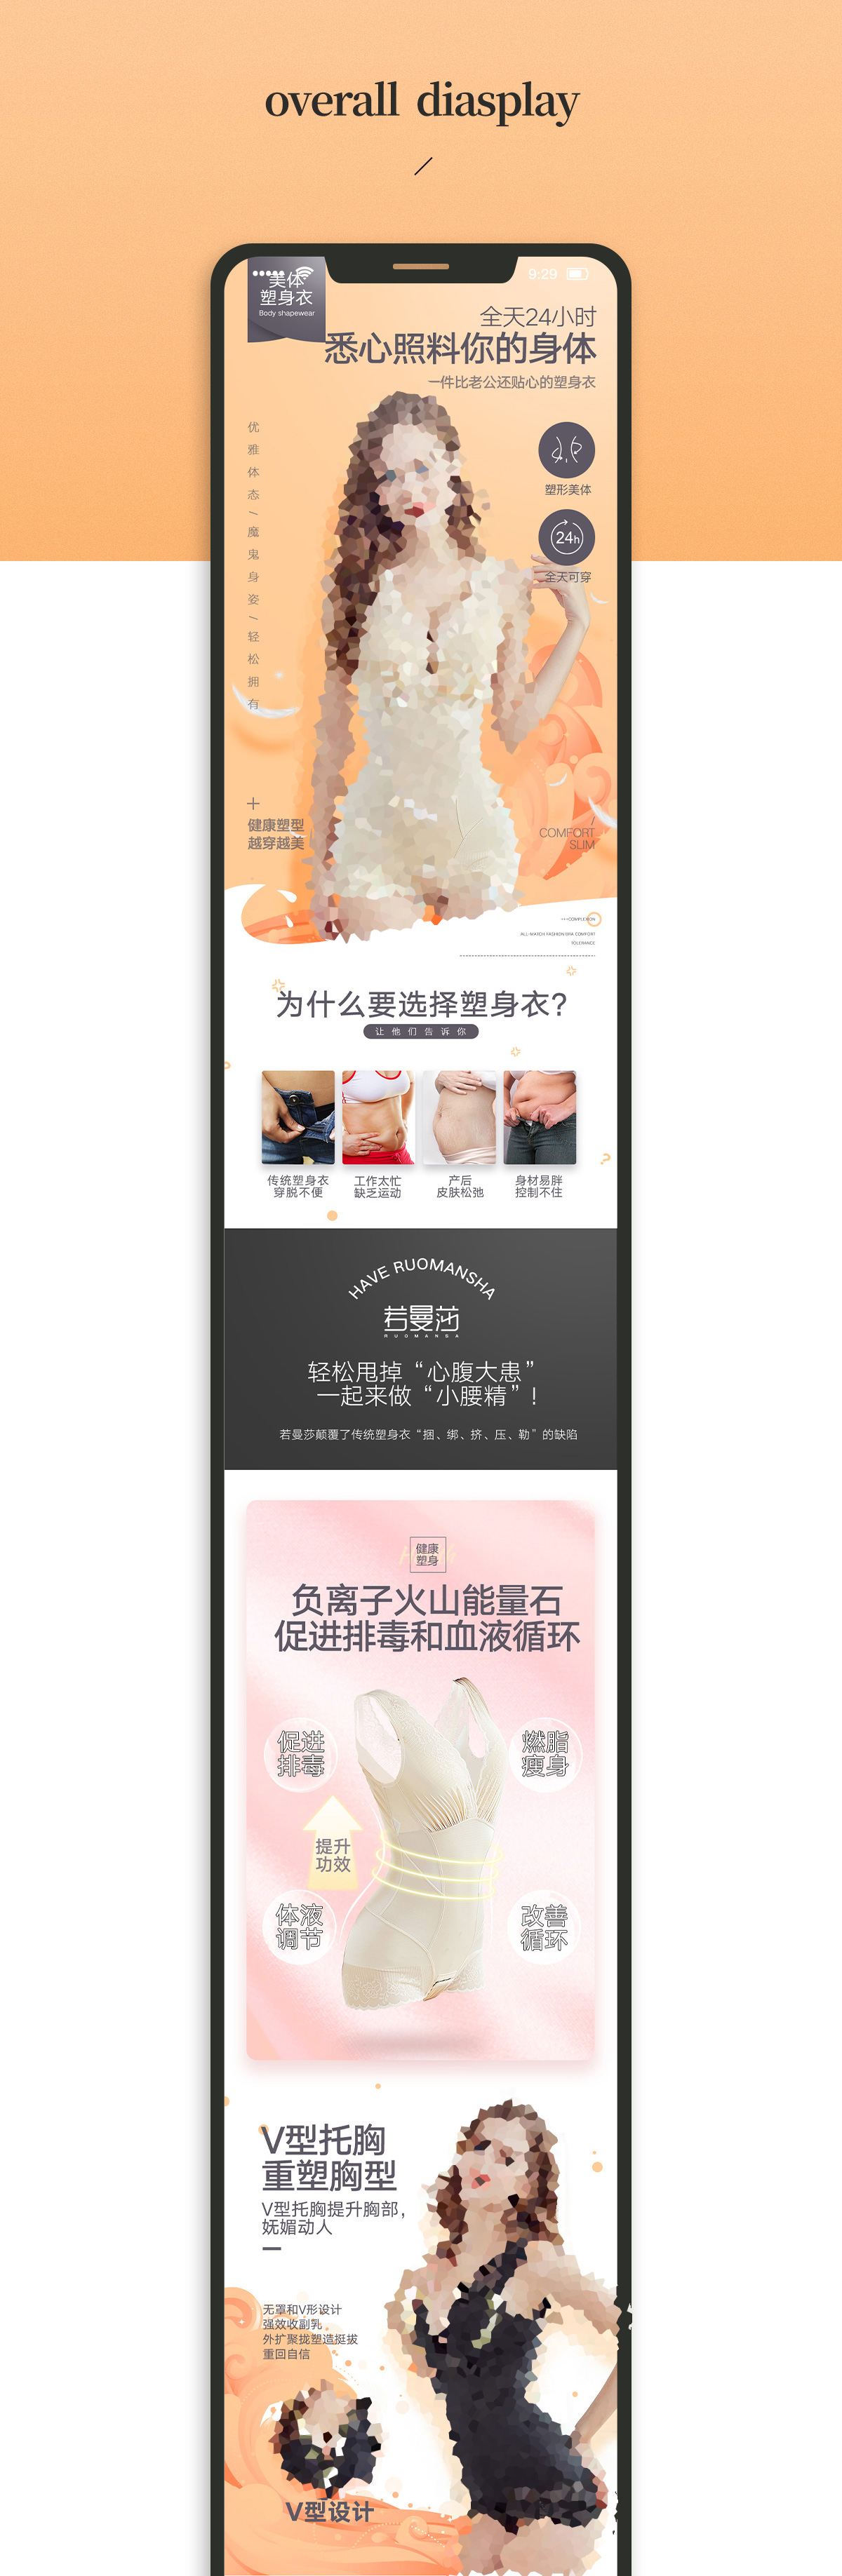 overall diasplay
9:29
美体
塑身衣
Body shapewear
全天24小时
悉心照料你的身体
一件比老公还贴心的塑身衣
优雅体态/魔鬼身姿/轻松拥有
塑形美体
24h
全天可穿
健康塑型
越穿越美
/
COMFORT
SLIM
+++COMPLEXION
ALL-MATCH FASHION BRA COMFORT
TOLERANCE
为什么要选择塑身衣?
让他们告诉你
传统塑身衣
穿脱不便
工作太忙
缺乏运动
产后
皮肤松弛
身材易胖
控制不住
HAVE RUOMANSHA
若曼莎
RUOMANSA
轻松甩掉“心腹大患”
一起来做“小腰精”!
若曼莎颠覆了传统塑身衣“捆、绑、挤、压、勒”的缺陷
健康
塑身
负离子火山能量石
促进排毒和血液循环
促进
排毒
燃脂
瘦身
提升
功效
体液
调节
改善
循环
V型托胸
重塑胸型
V型托胸提升胸部,
妩媚动人
无罩和V形设计
强效收副乳
外扩聚拢塑造挺拔
重回自信
V型设计